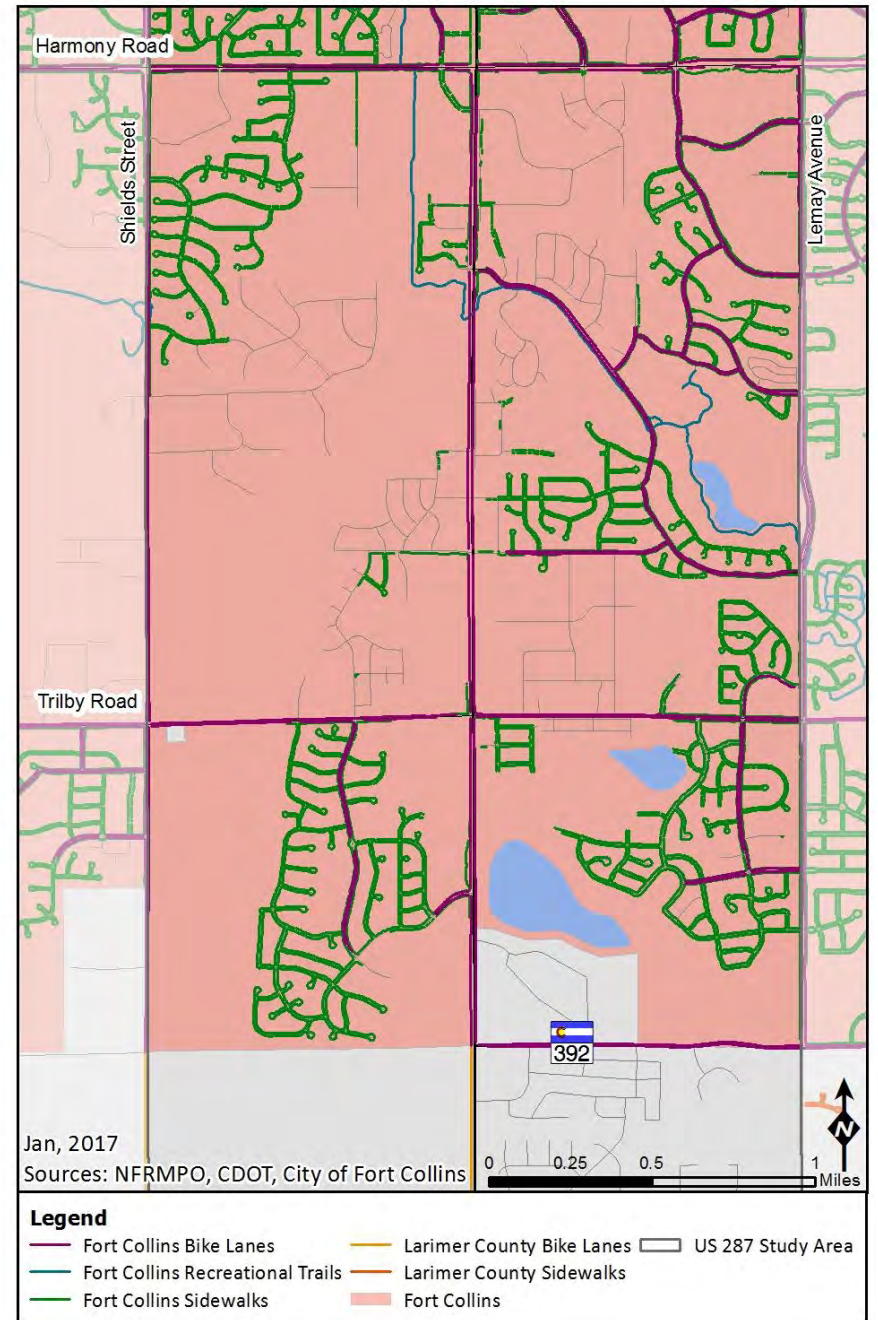 Harmony Road
Shields Street
Lemay Avenue
Trilby Road
392
Jan, 2017
Sources: NFRMPO, CDOT, City of Fort Collins
0 0.25 0.5 1
Miles
N
Legend
Fort Collins Bike Lanes
Larimer County Bike Lanes
US 287 Study Area
Fort Collins Recreational Trails
Larimer County Sidewalks
Fort Collins Sidewalks
Fort Collins